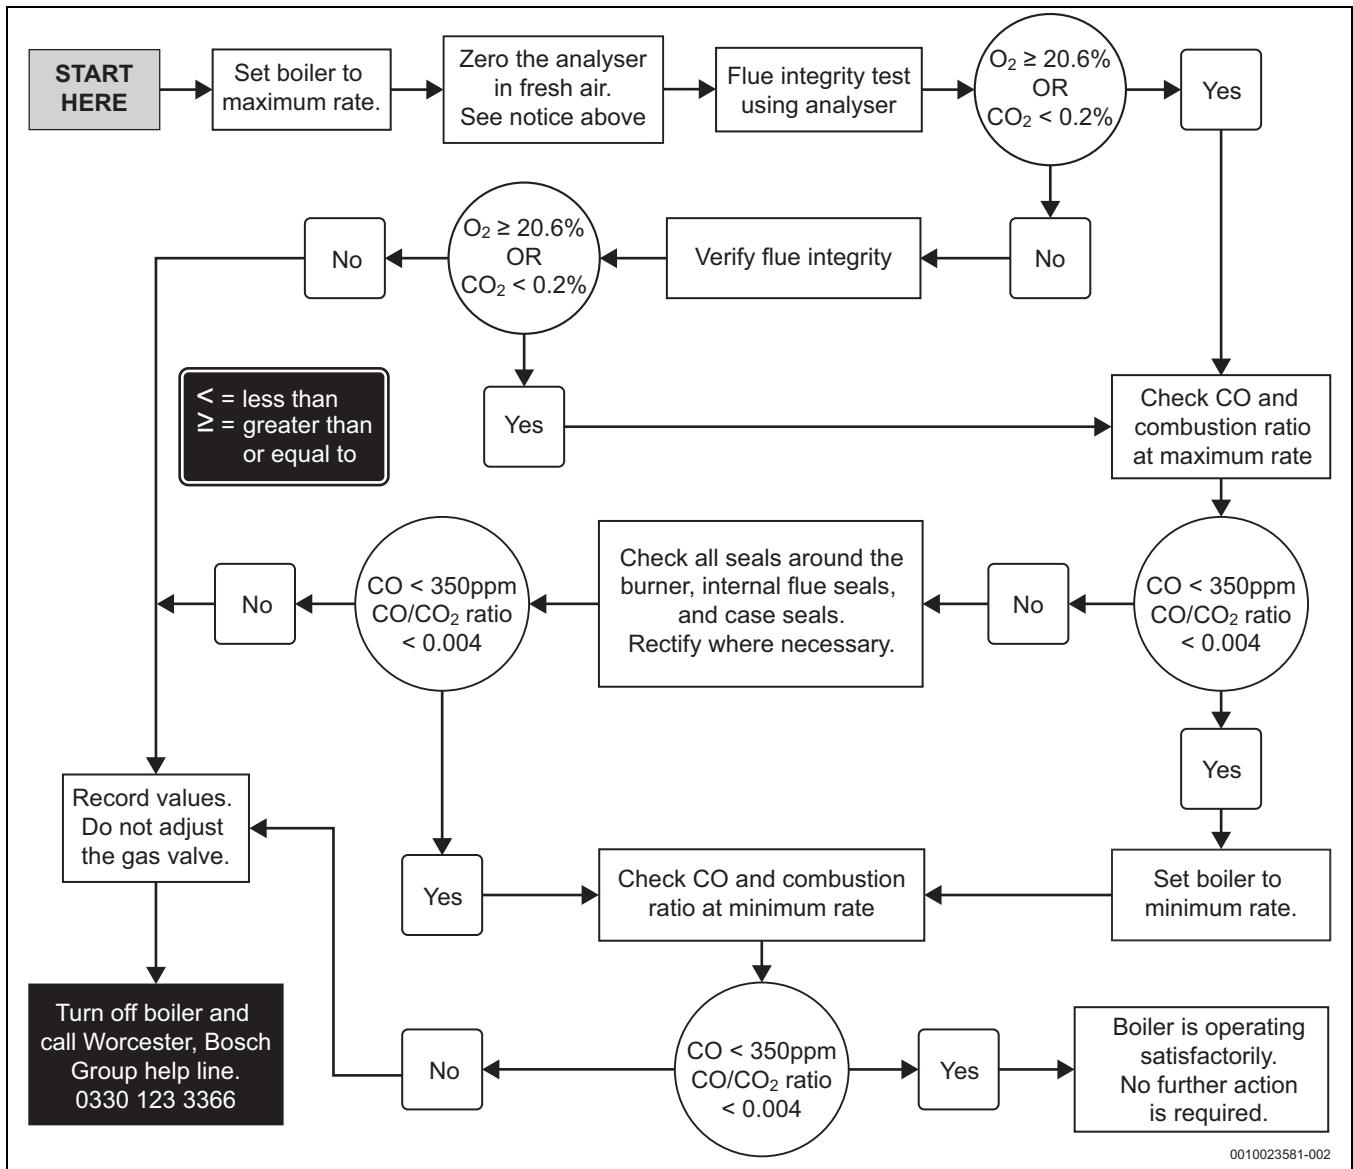 START
HERE
Set boiler to
maximum rate.
Zero the analyser
in fresh air.
See notice above
Flue integrity test
using analyser
O₂ ≥ 20.6%
OR
CO₂ < 0.2%
Yes
No
Verify flue integrity
O₂ ≥ 20.6%
OR
CO₂ < 0.2%
No
Yes
< = less than
≥ = greater than
or equal to
Check CO and
combustion ratio
at maximum rate
CO < 350ppm
CO/CO₂ ratio
< 0.004
No
Check all seals around the
burner, internal flue seals,
and case seals.
Rectify where necessary.
CO < 350ppm
CO/CO₂ ratio
< 0.004
No
Yes
Record values.
Do not adjust
the gas valve.
Yes
Check CO and combustion
ratio at minimum rate
Set boiler to
minimum rate.
Turn off boiler and
call Worcester, Bosch
Group help line.
0330 123 3366
No
CO < 350ppm
CO/CO₂ ratio
< 0.004
Yes
Boiler is operating
satisfactorily.
No further action
is required.
0010023581-002